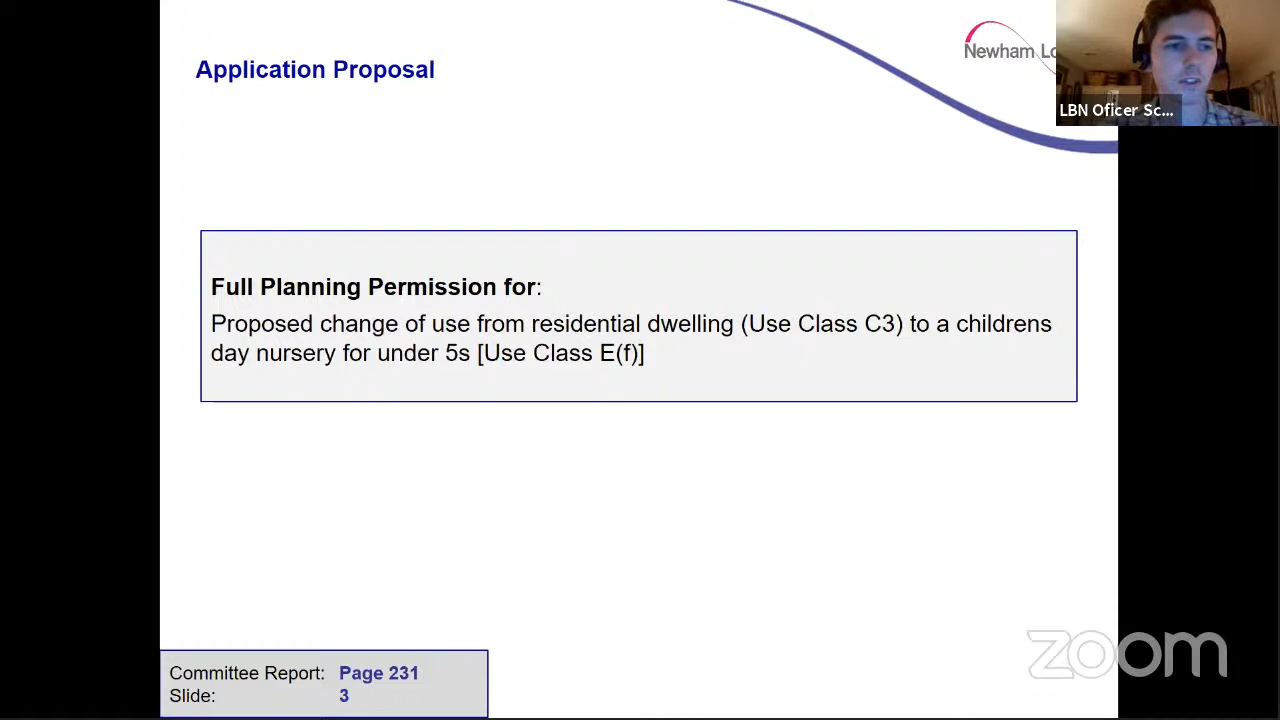 Application Proposal
Newham Lo
LBN Oficer Sc...
Full Planning Permission for:
Proposed change of use from residential dwelling (Use Class C3) to a childrens
day nursery for under 5s [Use Class E(f)]
Committee Report: Page 231
Slide: 3
zoom